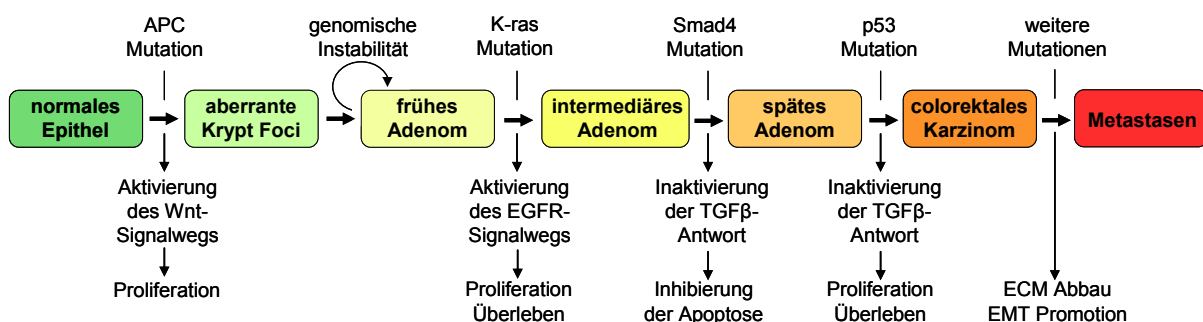 APC
Mutation
genomische
Instabilität
K-ras
Mutation
Smad4
Mutation
p53
Mutation
weitere
Mutationen
normales
Epithel
aberrante
Krypt Foci
frühes
Adenom
intermediäres
Adenom
spätes
Adenom
colorektales
Karzinom
Metastasen
Aktivierung
des Wnt-
Signalwegs
Aktivierung
des EGFR-
Signalwegs
Inaktivierung
der TGFβ-
Antwort
Inaktivierung
der TGFβ-
Antwort
Proliferation
Proliferation
Überleben
Inhibierung
der Apoptose
Proliferation
Überleben
ECM Abbau
EMT Promotion